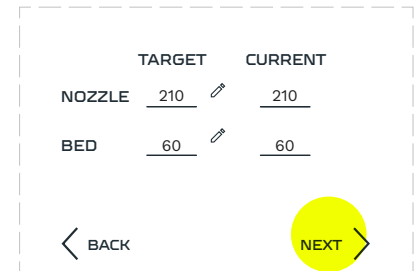 TARGET CURRENT
NOZZLE 210 210
BED 60 60
BACK NEXT